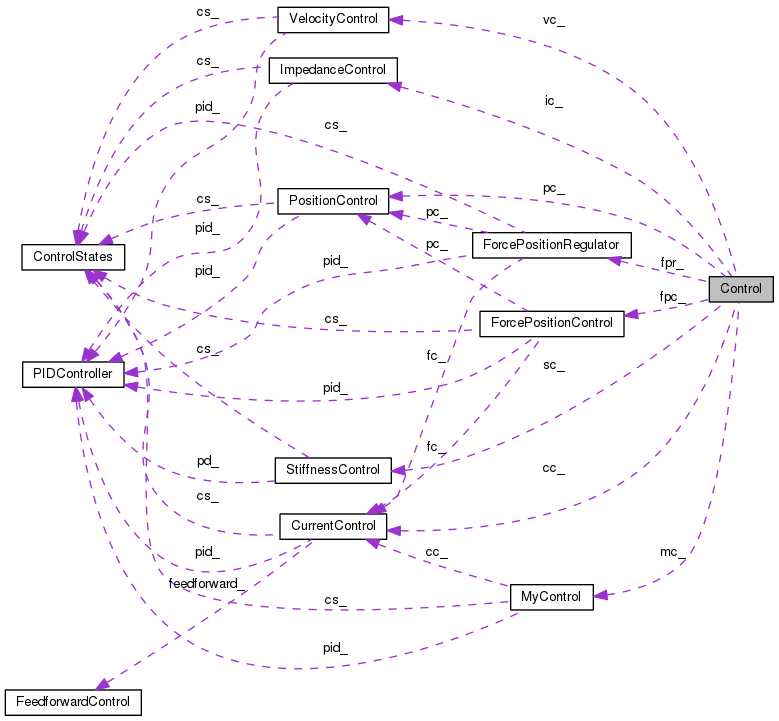 cs_
VelocityControl
vc_
cs_
ImpedanceControl
ic_
pid_
cs_
cs_
PositionControl
pc_
pc_
pid_
pc_
ForcePositionRegulator
ControlStates
pid_
pid_
fpr_
Control
fpc_
cs_
ForcePositionControl
cs_
fc_
sc_
PIDController
pid_
fc_
pd_
StiffnessControl
cc_
cs_
CurrentControl
pid_
cc_
mc_
feedforward_
cs_
MyControl
pid_
FeedforwardControl